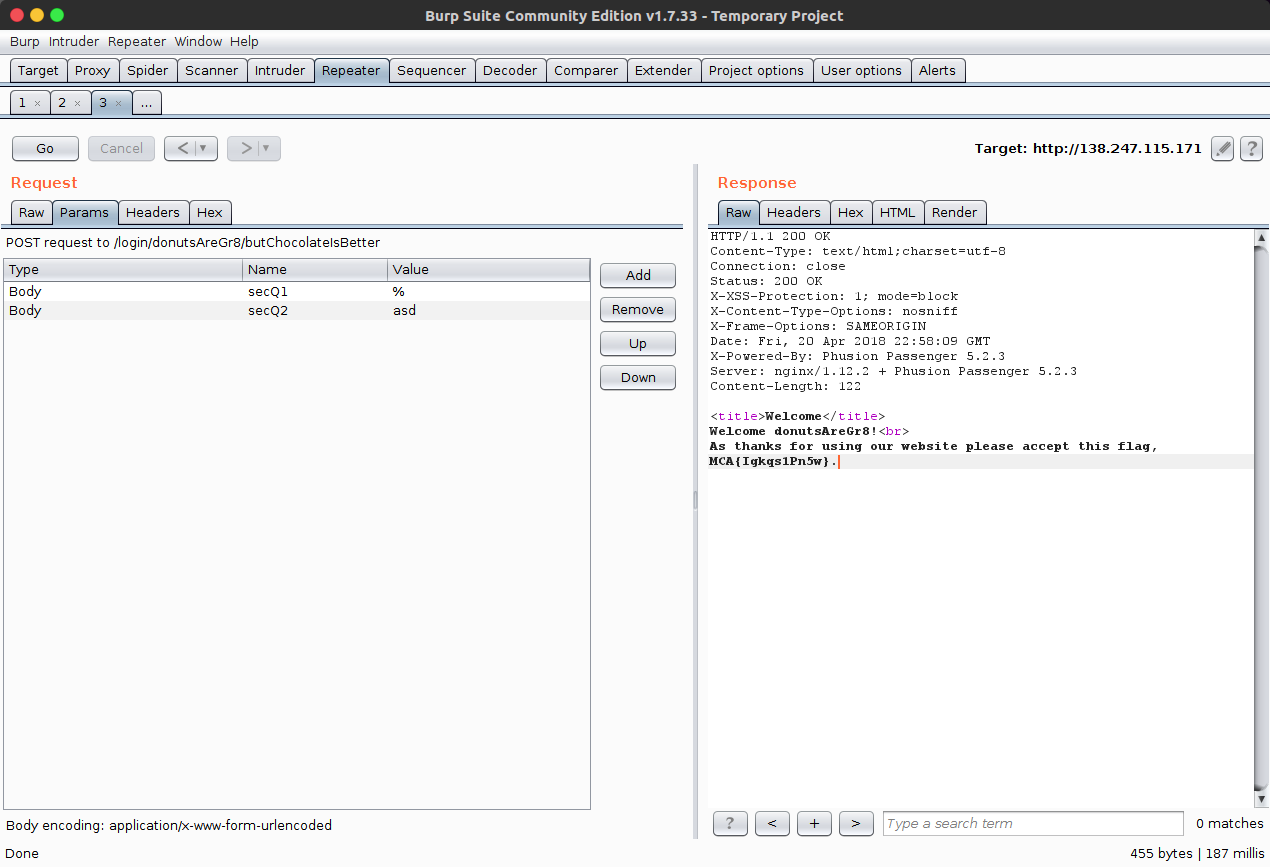 Burp Suite Community Edition v1.7.33 - Temporary Project
Burp Intruder Repeater Window Help
Target Proxy Spider Scanner Intruder Repeater Sequencer Decoder Comparer Extender Project options User options Alerts
1 × 2 × 3 × ...
Go Cancel < | ▼ > | ▼ Target: http://138.247.115.171 ?
Request
Raw Params Headers Hex
POST request to /login/donutsAreGr8/butChocolateIsBetter
Type Name Value
Body secQ1 %
Body secQ2 asd
Add
Remove
Up
Down
Body encoding: application/x-www-form-urlencoded
Done
Response
Raw Headers Hex HTML Render
HTTP/1.1 200 OK
Content-Type: text/html;charset=utf-8
Connection: close
Status: 200 OK
X-XSS-Protection: 1; mode=block
X-Content-Type-Options: nosniff
X-Frame-Options: SAMEORIGIN
Date: Fri, 20 Apr 2018 22:58:09 GMT
X-Powered-By: Phusion Passenger 5.2.3
Server: nginx/1.12.2 + Phusion Passenger 5.2.3
Content-Length: 122
<title>Welcome</title>
Welcome donutsAreGr8!<br>
As thanks for using our website please accept this flag,
MCA{Igkqs1Pn5w}.
? < + > Type a search term 0 matches
455 bytes | 187 millis